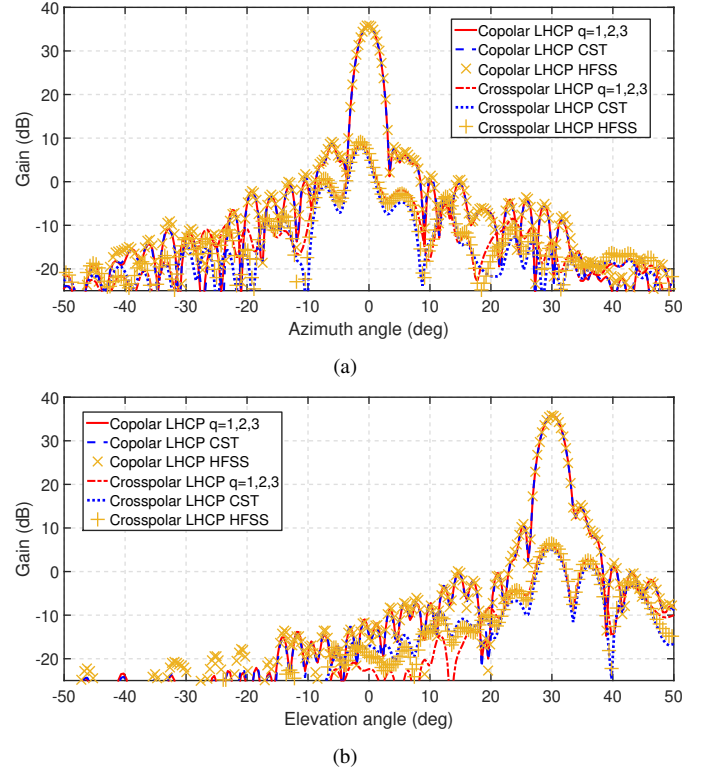 40
30
20
10
0
-10
-20
Gain (dB)
Copolar LHCP q=1,2,3
Copolar LHCP CST
Copolar LHCP HFSS
Crosspolar LHCP q=1,2,3
Crosspolar LHCP CST
Crosspolar LHCP HFSS
-50 -40 -30 -20 -10 0 10 20 30 40 50
Azimuth angle (deg)
(a)
40
30
20
10
0
-10
-20
Gain (dB)
Copolar LHCP q=1,2,3
Copolar LHCP CST
Copolar LHCP HFSS
Crosspolar LHCP q=1,2,3
Crosspolar LHCP CST
Crosspolar LHCP HFSS
-50 -40 -30 -20 -10 0 10 20 30 40 50
Elevation angle (deg)
(b)